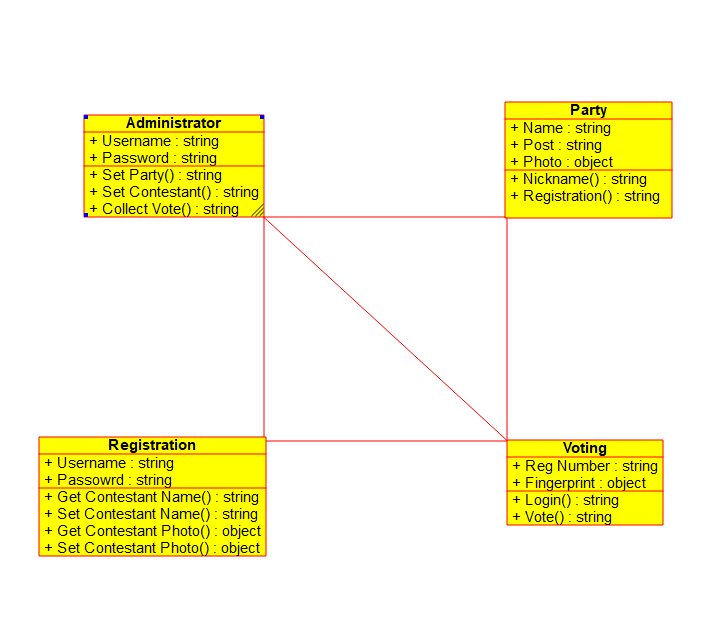 Administrator
+ Username : string
+ Password : string
+ Set Party() : string
+ Set Contestant() : string
+ Collect Vote() : string
Party
+ Name : string
+ Post : string
+ Photo : object
+ Nickname() : string
+ Registration() : string
Registration
+ Username : string
+ Passowrd : string
+ Get Contestant Name() : string
+ Set Contestant Name() : string
+ Get Contestant Photo() : object
+ Set Contestant Photo() : object
Voting
+ Reg Number : string
+ Fingerprint : object
+ Login() : string
+ Vote() : string